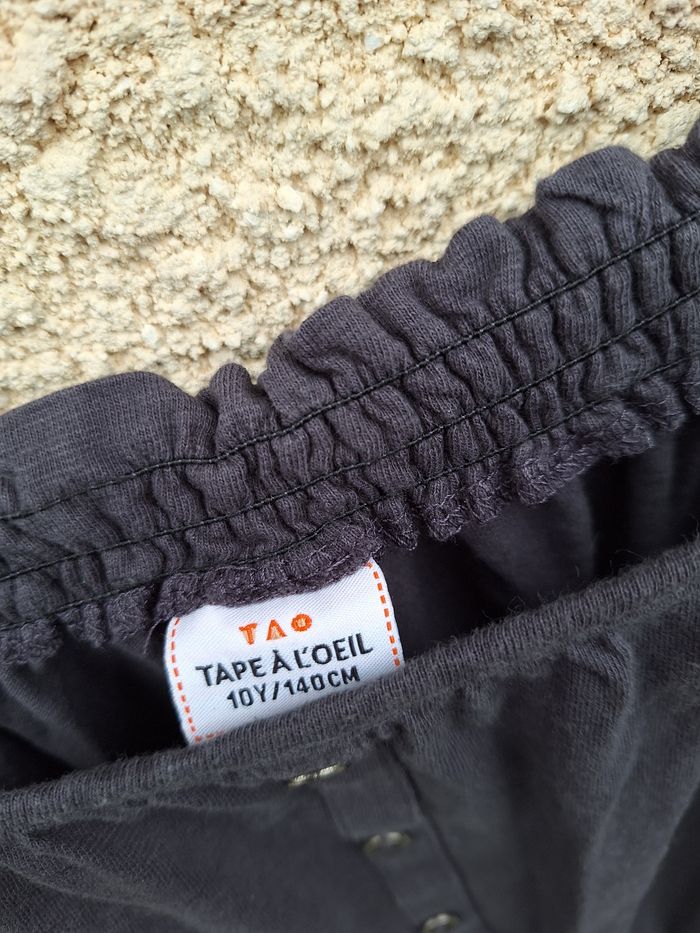 TAO
TAPE À L'OEIL
10Y/140CM